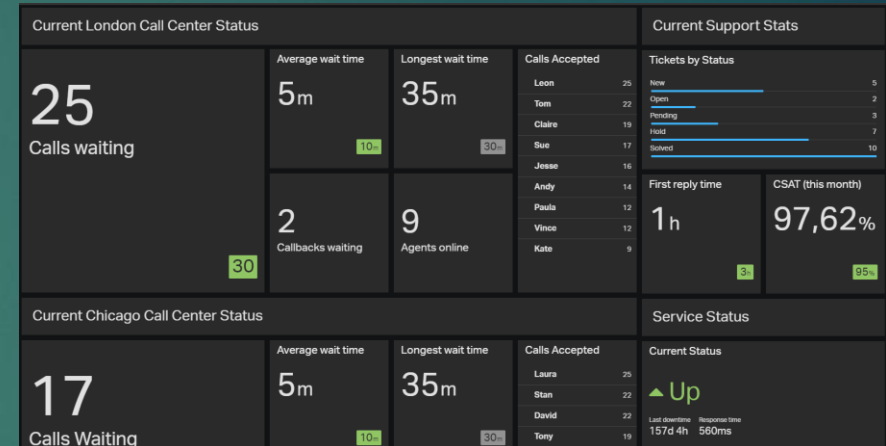 Current London Call Center Status
25
Calls waiting
30
Average wait time
5m
10m
Longest wait time
35m
30m
2
Callbacks waiting
9
Agents online
Calls Accepted
Leon 25
Tom 22
Claire 19
Sue 17
Jesse 16
Andy 14
Paula 12
Vince 12
Kate 9
Current Support Stats
Tickets by Status
New 5
Open 2
Pending 3
Hold 7
Solved 10
First reply time
1h
3h
CSAT (this month)
97,62%
95%
Current Chicago Call Center Status
17
Calls Waiting
Average wait time
5m
10m
Longest wait time
35m
30m
Calls Accepted
Laura 25
Stan 22
David 22
Tony 19
Service Status
Current Status
Up
Last downtime Response time
157d 4h 560ms